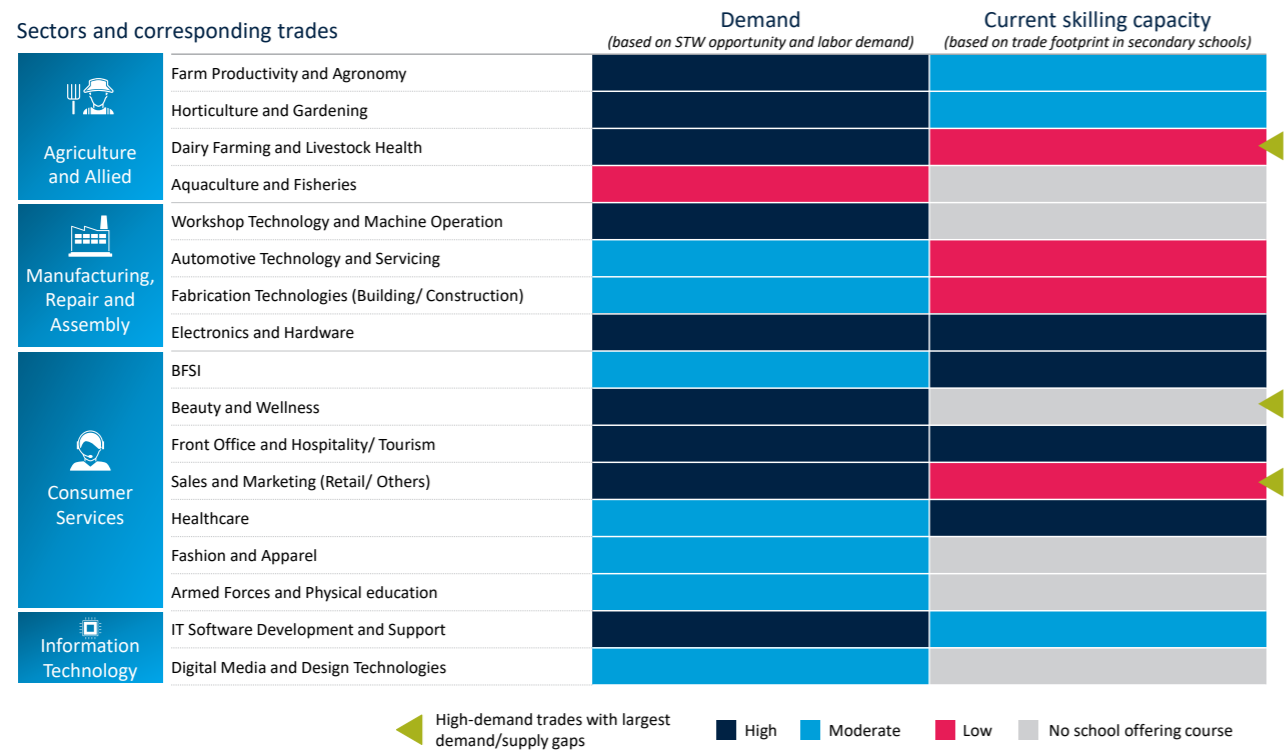 Sectors and corresponding trades
Demand
(based on STW opportunity and labor demand)
Current skilling capacity
(based on trade footprint in secondary schools)
Agriculture
and Allied
Farm Productivity and Agronomy
Horticulture and Gardening
Dairy Farming and Livestock Health
Aquaculture and Fisheries
Manufacturing,
Repair and
Assembly
Workshop Technology and Machine Operation
Automotive Technology and Servicing
Fabrication Technologies (Building/ Construction)
Electronics and Hardware
Consumer
Services
BFSI
Beauty and Wellness
Front Office and Hospitality/ Tourism
Sales and Marketing (Retail/ Others)
Healthcare
Fashion and Apparel
Armed Forces and Physical education
Information
Technology
IT Software Development and Support
Digital Media and Design Technologies
High-demand trades with largest
demand/supply gaps
High
Moderate
Low
No school offering course